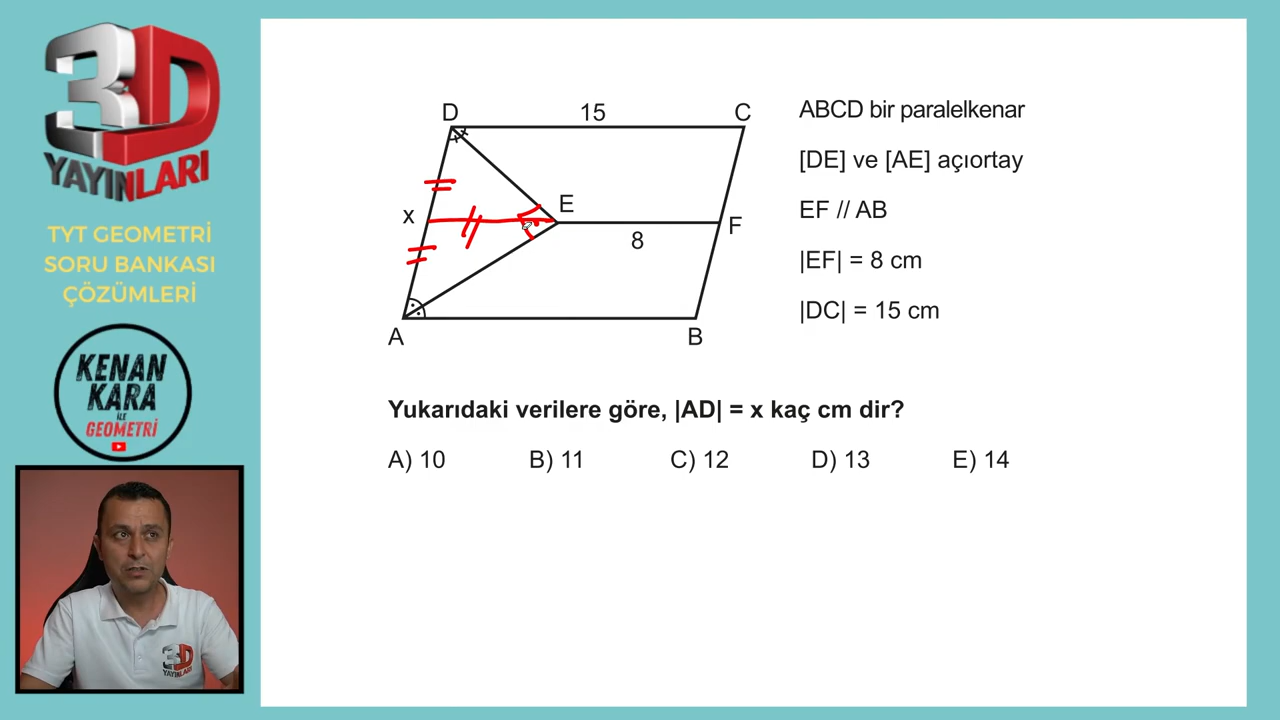 3D
YAYINLARI
TYT GEOMETRİ
SORU BANKASI
ÇÖZÜMLERİ
KENAN
KARA
İLE
GEOMETRİ
3D
YAYINLARI
D 15 C
x E F
8
A B
ABCD bir paralelkenar
[DE] ve [AE] açıortay
EF // AB
|EF| = 8 cm
|DC| = 15 cm
Yukarıdaki verilere göre, |AD| = x kaç cm dir?
A) 10 B) 11 C) 12 D) 13 E) 14